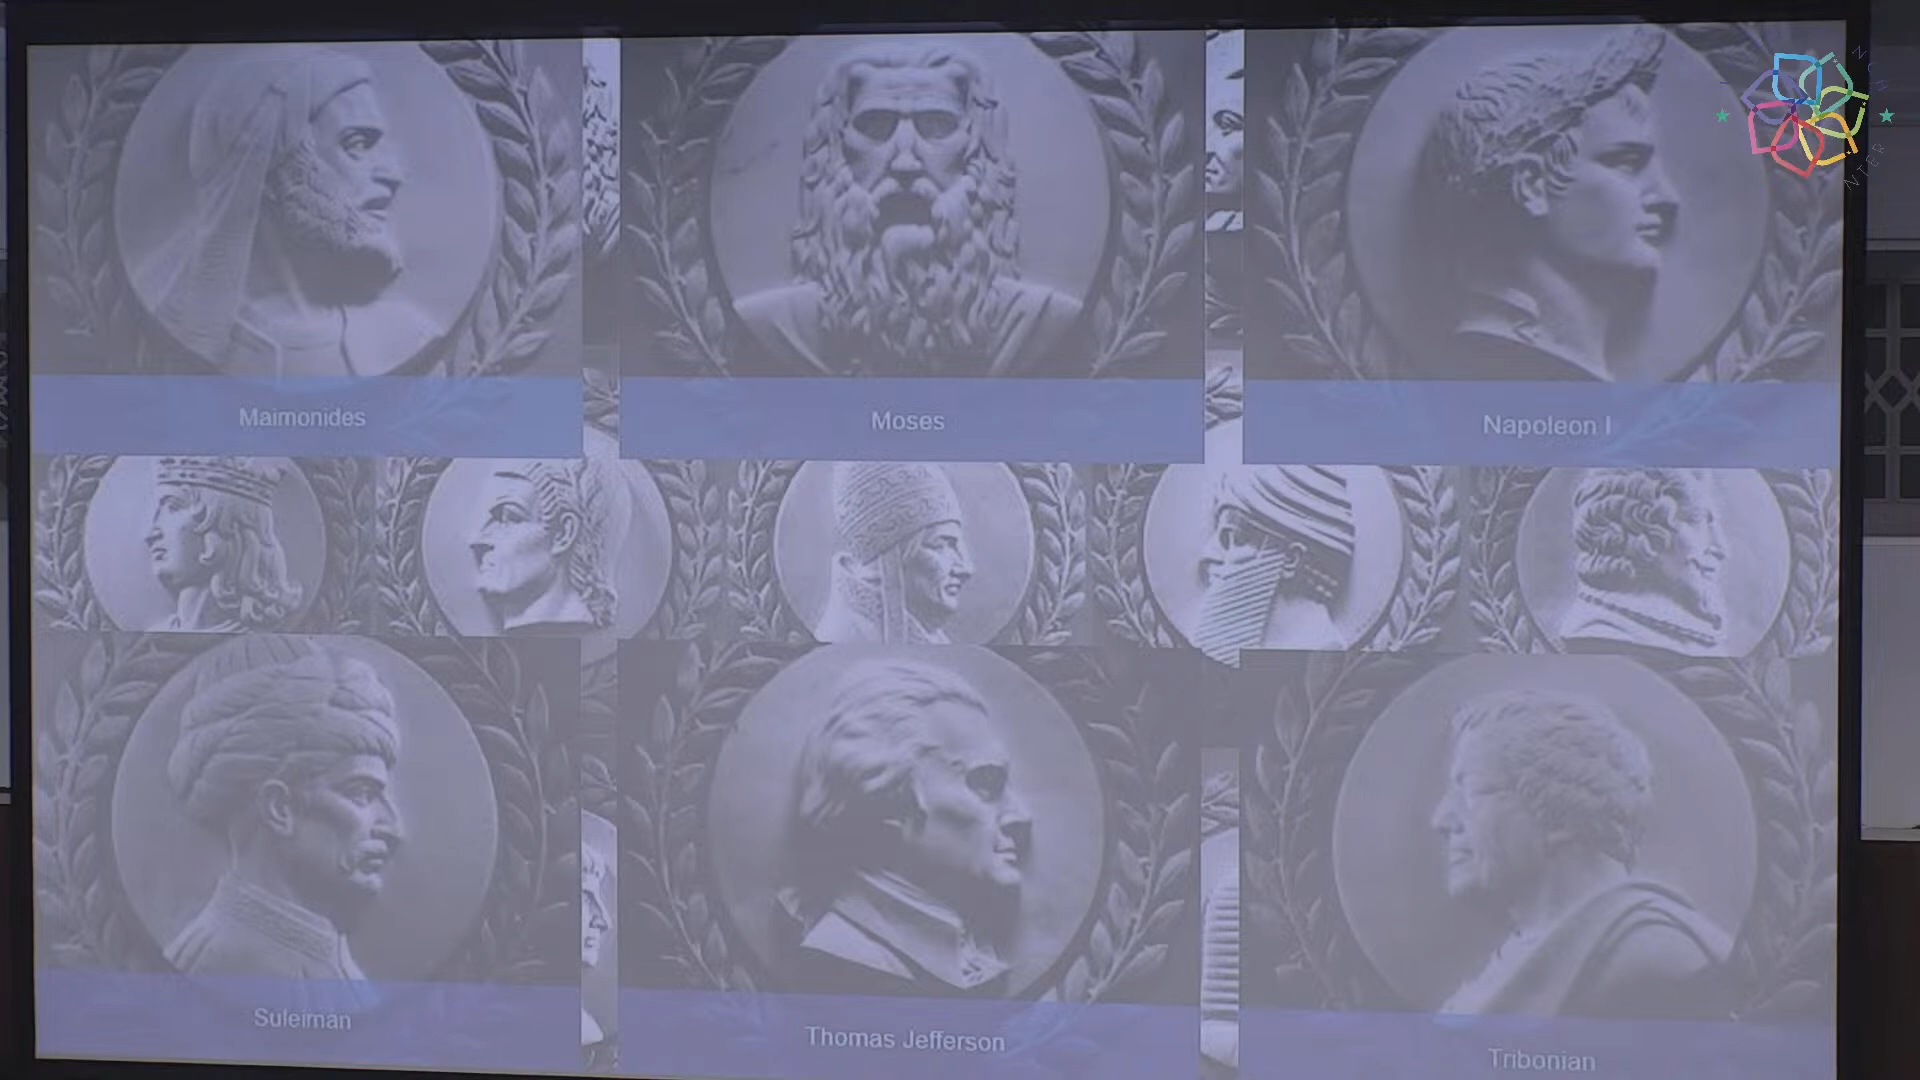 Maimonides
Moses
Napoleon I
Suleiman
Thomas Jefferson
Tribonian